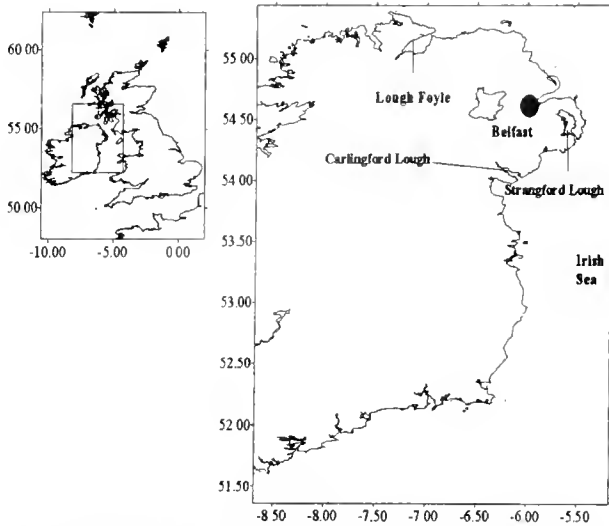 60.00
55.00
50.00
-10.00 -5.00 0.00
55 00
54.50
54 00
53.50
53.00
52.50
52 00
51.50
-8 50 -8.00 -7.50 -7.00 -6.50 -6 00 -5 50
Lough Foyle
Belfast
Carlingford Lough
Strangford Lough
Irish
Sea